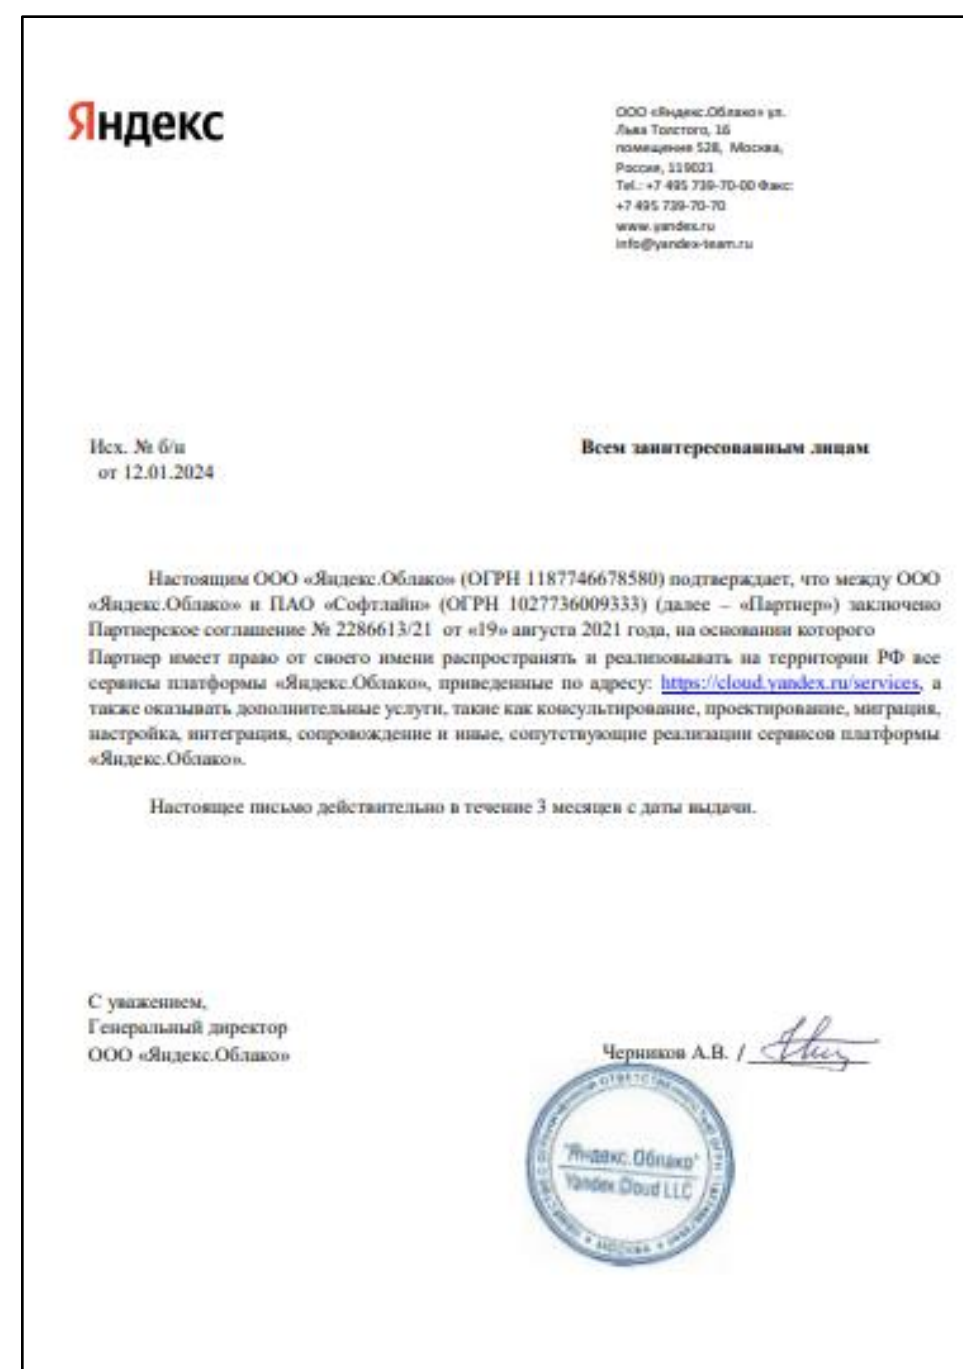 Яндекс
ООО «Яндекс.Облако» ул.
Льва Толстого, 16
помещение 528, Москва,
Россия, 119021
Tel.: +7 495 739-70-00 Факс:
+7 495 739-70-70
www.yandex.ru
info@yandex-team.ru
Исх. № б/н
от 12.01.2024
Всем заинтересованным лицам
Настоящим ООО «Яндекс.Облако» (ОГРН 1187746678580) подтверждает, что между ООО
«Яндекс.Облако» и ПАО «Софтлайн» (ОГРН 1027736009333) (далее – «Партнер») заключено
Партнерское соглашение № 2286613/21 от «19» августа 2021 года, на основании которого
Партнер имеет право от своего имени распространять и реализовывать на территории РФ все
сервисы платформы «Яндекс.Облако», приведенные по адресу: https://cloud.yandex.ru/services, а
также оказывать дополнительные услуги, такие как консультирование, проектирование, миграция,
настройка, интеграция, сопровождение и иные, сопутствующие реализации сервисов платформы
«Яндекс.Облако».
Настоящее письмо действительно в течение 3 месяцев с даты выдачи.
С уважением,
Генеральный директор
ООО «Яндекс.Облако»
Черников А.В. /
"Яндекс.Облако"
Yandex.Cloud LLC
МОСКВА